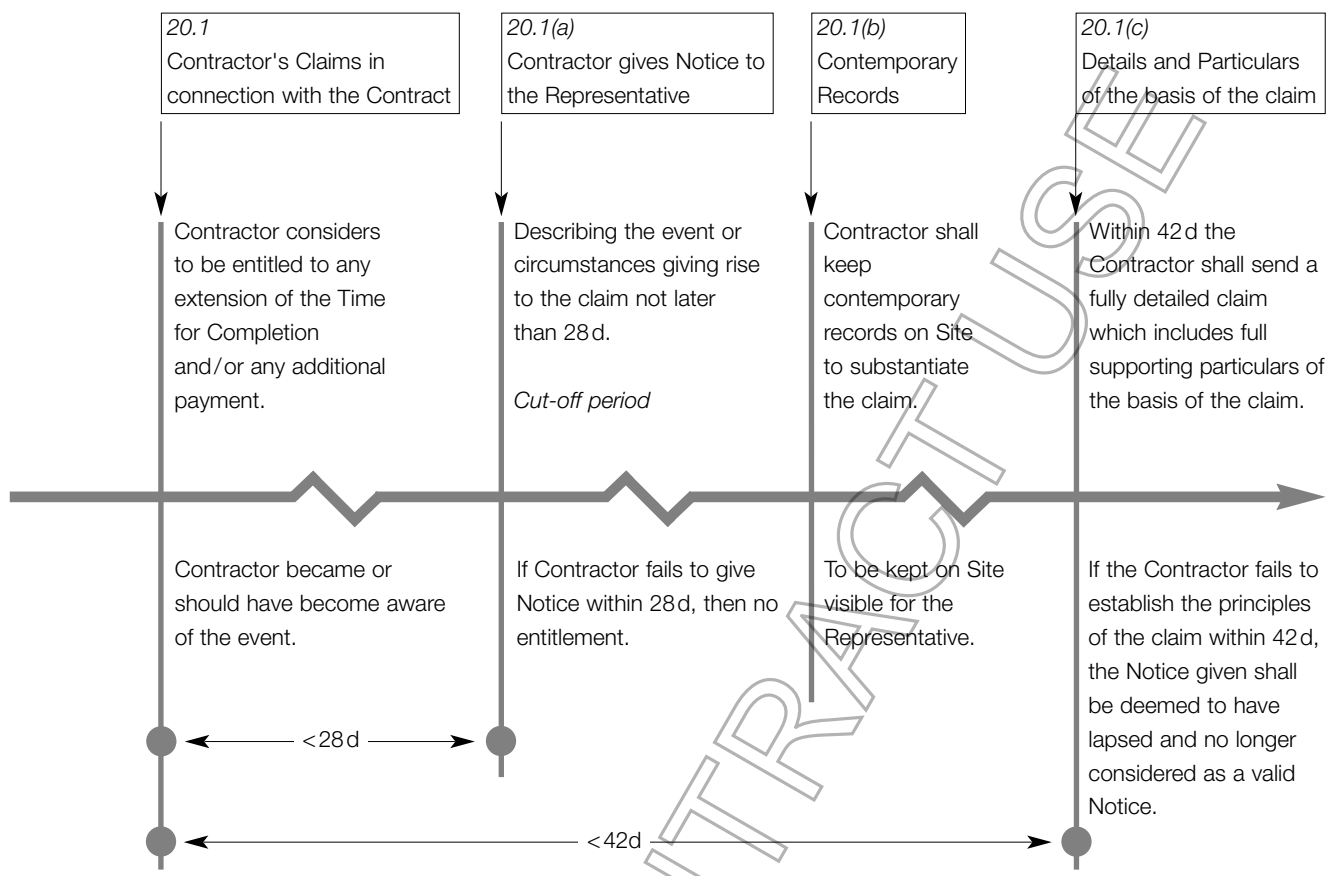 20.1
Contractor's Claims in
connection with the Contract
20.1(a)
Contractor gives Notice to
the Representative
20.1(b)
Contemporary
Records
20.1(c)
Details and Particulars
of the basis of the claim
Contractor considers
to be entitled to any
extension of the Time
for Completion
and/or any additional
payment.
Describing the event or
circumstances giving rise
to the claim not later
than 28d.
Cut-off period
Contractor shall
keep
contemporary
records on Site
to substantiate
the claim.
Within 42d the
Contractor shall send a
fully detailed claim
which includes full
supporting particulars of
the basis of the claim.
Contractor became or
should have become aware
of the event.
If Contractor fails to give
Notice within 28d, then no
entitlement.
To be kept on Site
visible for the
Representative.
If the Contractor fails to
establish the principles
of the claim within 42d,
the Notice given shall
be deemed to have
lapsed and no longer
considered as a valid
Notice.
<28d
<42d
NTRACT USE